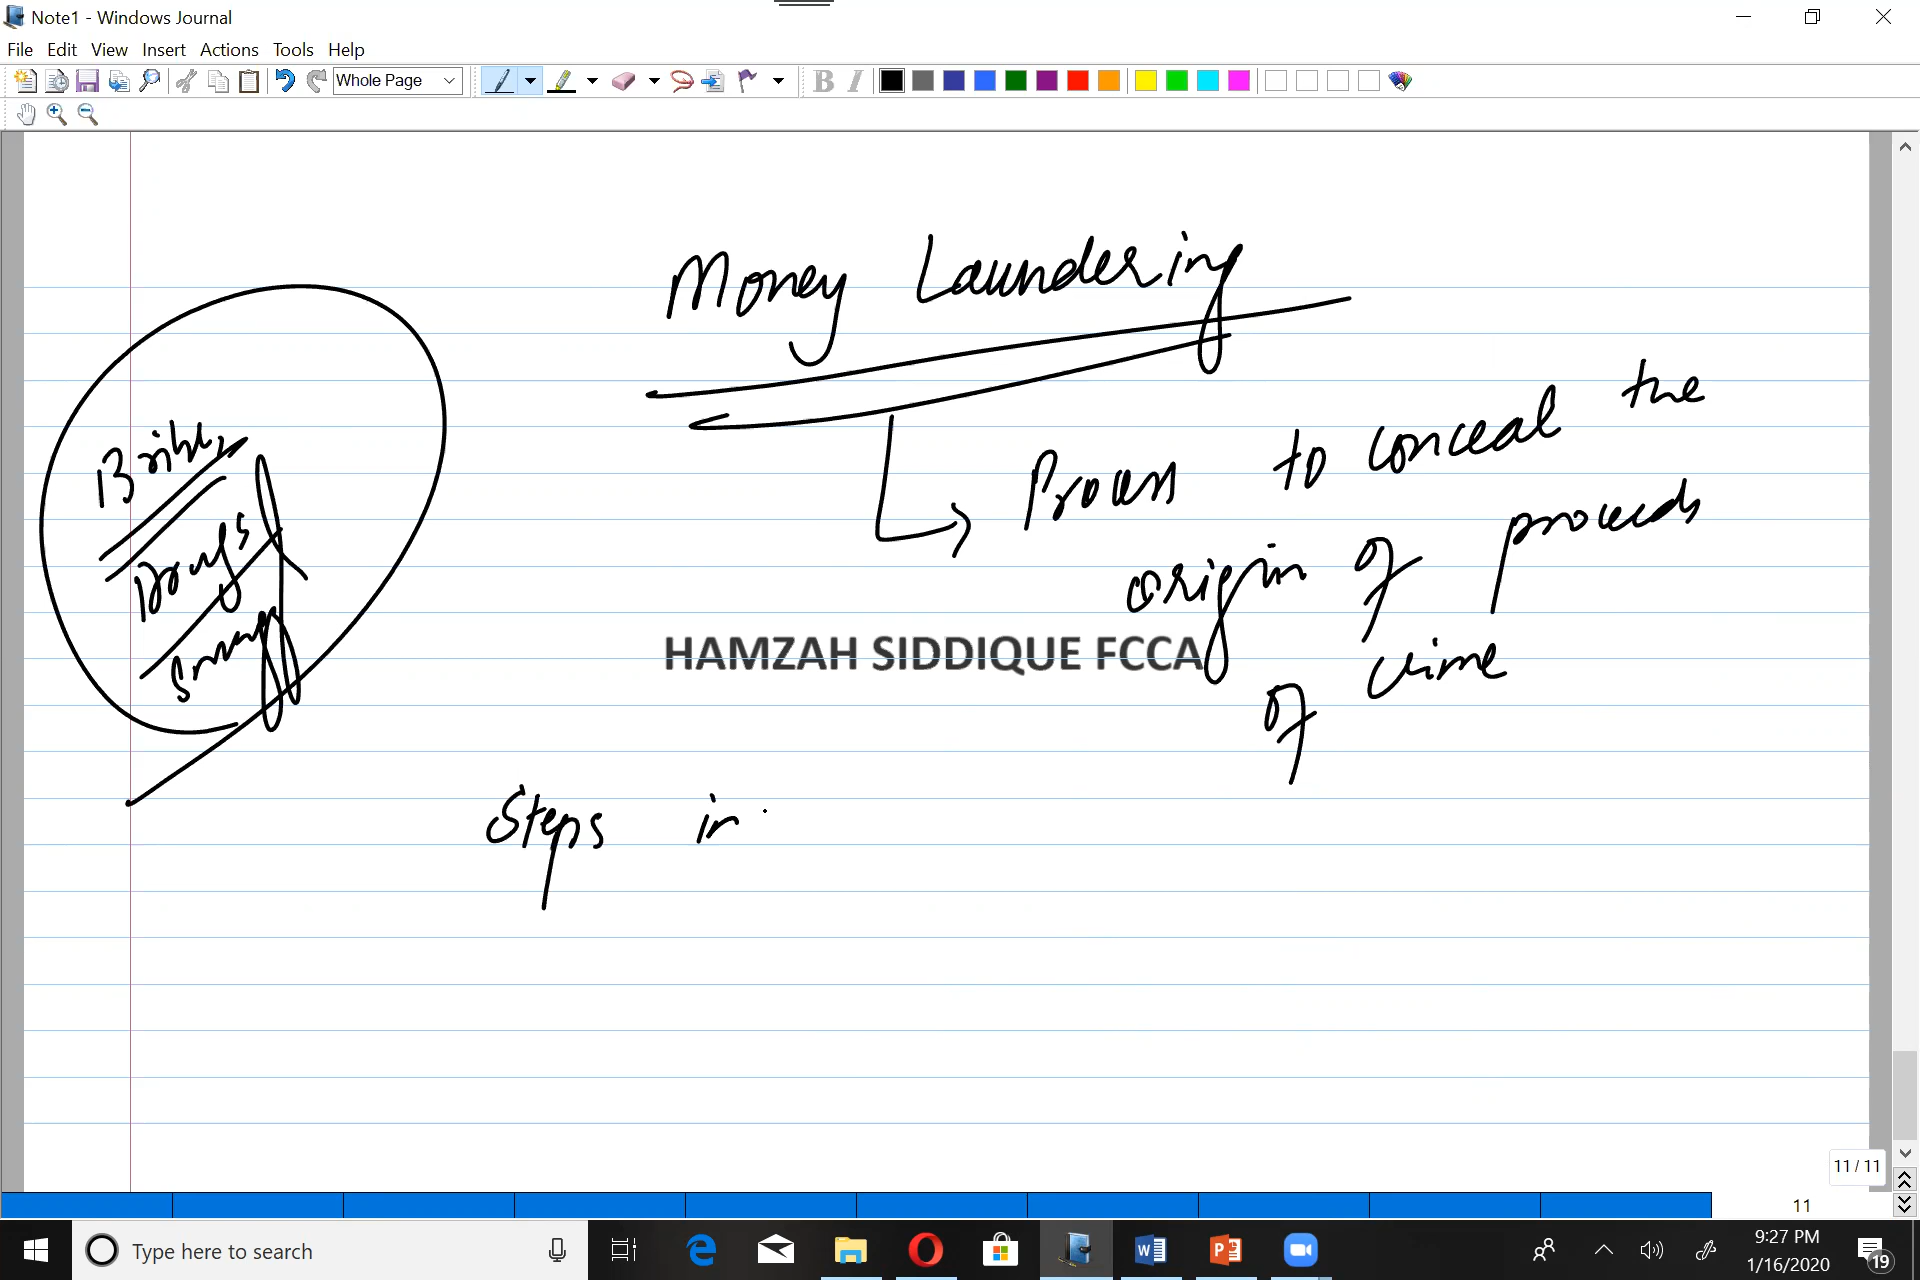 Note1 - Windows Journal
File Edit View Insert Actions Tools Help
Whole Page
B I
Money Laundering
Process to conceal the
origin of proceeds
of crime
Bribes
Drugs
HAMZAH SIDDIQUE FCCA
Steps in
11 / 11
11
Type here to search
9:27 PM
1/16/2020
19